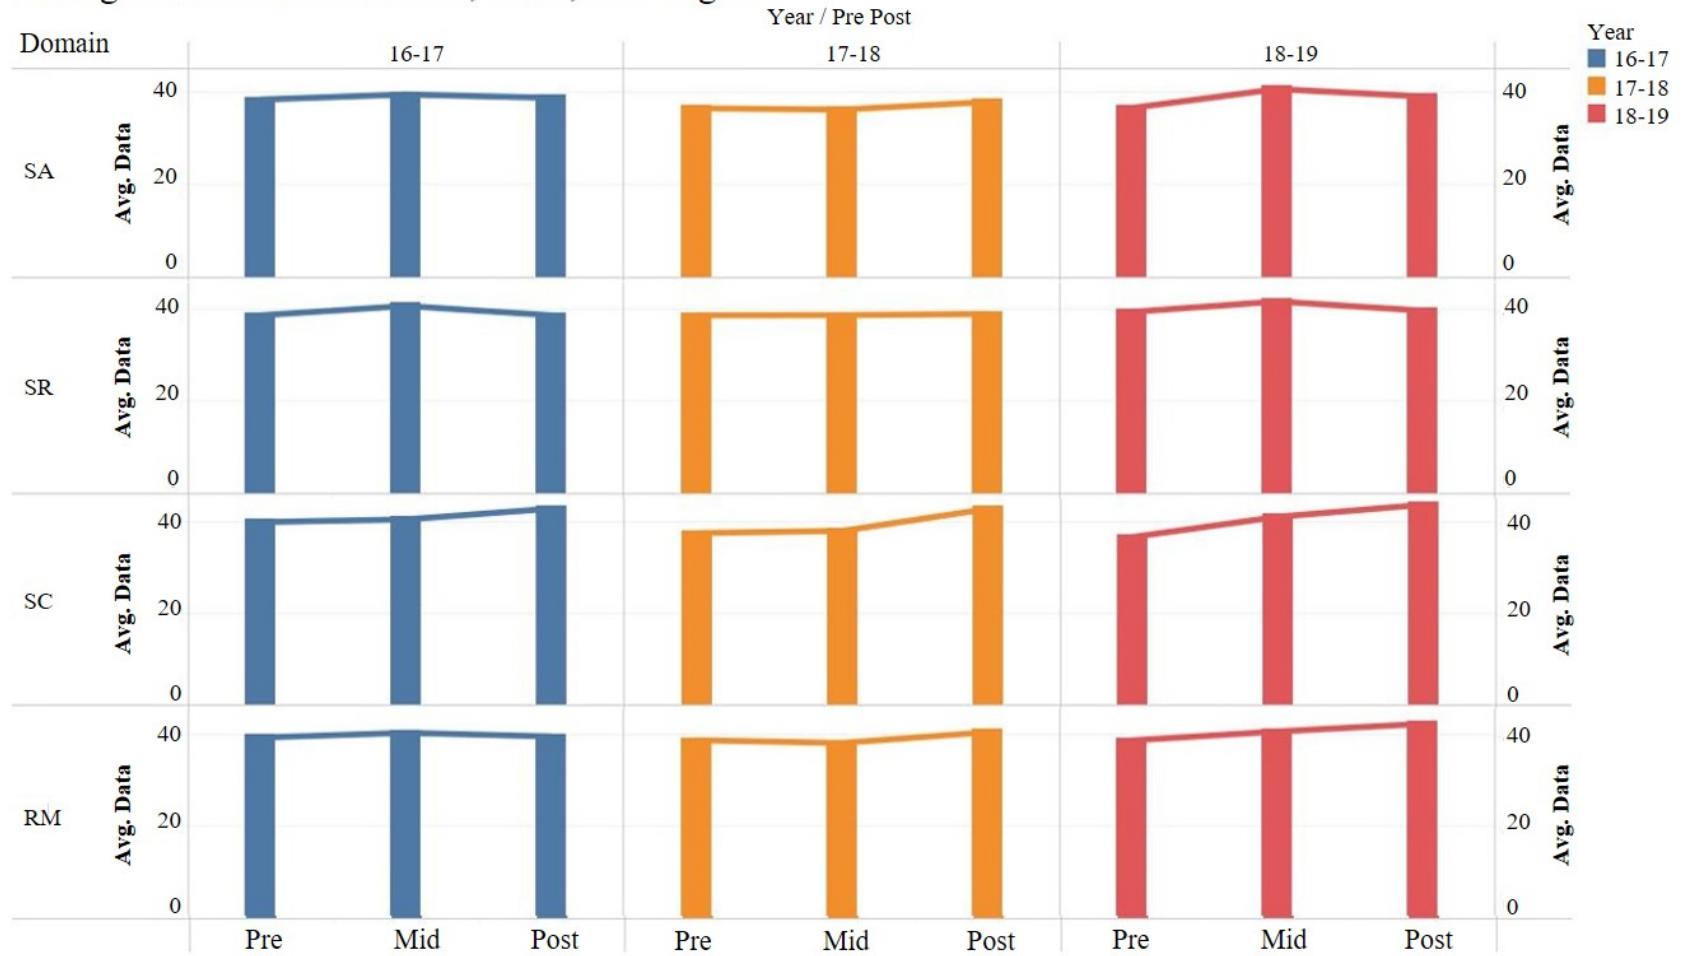 Year / Pre Post
Domain
16-17
17-18
18-19
Year
16-17
17-18
18-19
SA
Avg. Data
40
20
0
40
20
0
Avg. Data
SR
Avg. Data
40
20
0
40
20
0
Avg. Data
SC
Avg. Data
40
20
0
40
20
0
Avg. Data
RM
Avg. Data
40
20
0
40
20
0
Avg. Data
Pre Mid Post Pre Mid Post Pre Mid Post